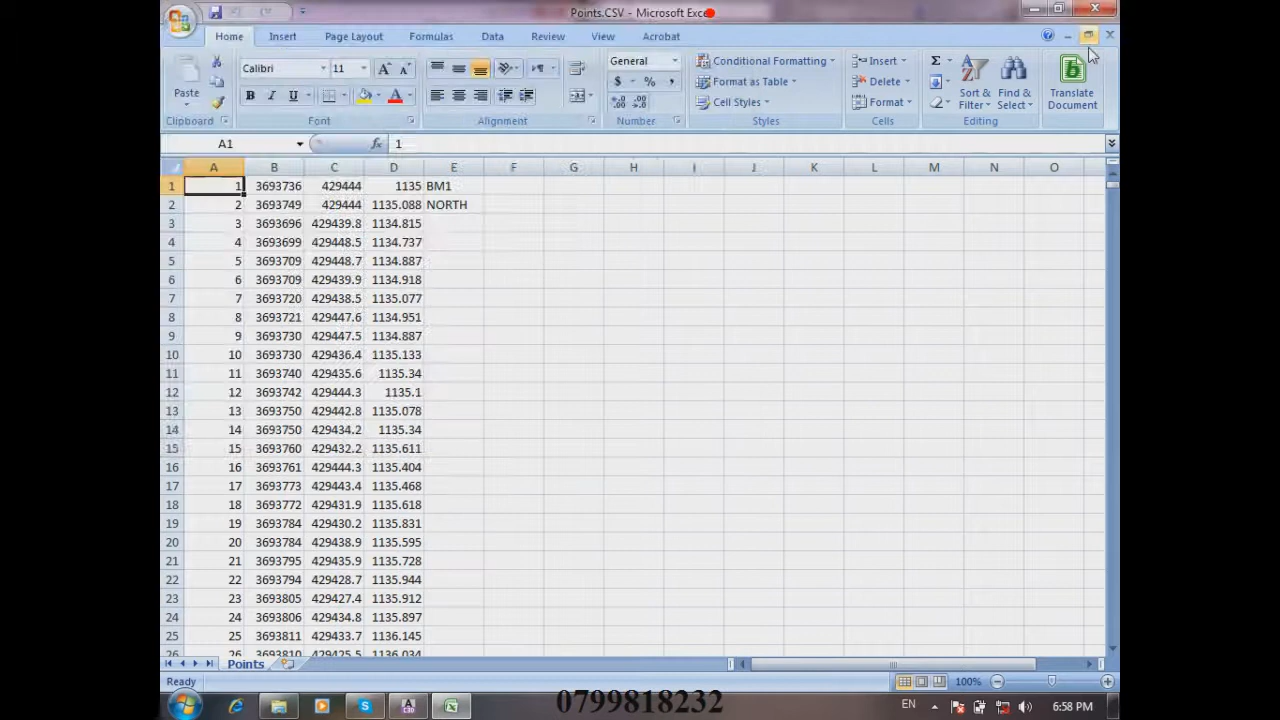 Points.CSV - Microsoft Exce
Home Insert Page Layout Formulas Data Review View Acrobat
Paste
Calibri 11
B I U
General
$ % ,
Conditional Formatting
Format as Table
Cell Styles
Insert
Delete
Format
Σ
Sort & Filter
Find & Select
Translate Document
Clipboard Font Alignment Number Styles Cells Editing
A1 fx 1
A B C D E F G H I J K L M N O
1 1 3693736 429444 1135 BM1
2 2 3693749 429444 1135.088 NORTH
3 3 3693696 429439.8 1134.815
4 4 3693699 429448.5 1134.737
5 5 3693709 429448.7 1134.887
6 6 3693709 429439.9 1134.918
7 7 3693720 429438.5 1135.077
8 8 3693721 429447.6 1134.951
9 9 3693730 429447.5 1134.887
10 10 3693730 429436.4 1135.133
11 11 3693740 429435.6 1135.34
12 12 3693742 429444.3 1135.1
13 13 3693750 429442.8 1135.078
14 14 3693750 429434.2 1135.34
15 15 3693760 429432.2 1135.611
16 16 3693761 429444.3 1135.404
17 17 3693773 429443.4 1135.468
18 18 3693772 429431.9 1135.618
19 19 3693784 429430.2 1135.831
20 20 3693784 429438.9 1135.595
21 21 3693795 429435.9 1135.728
22 22 3693794 429428.7 1135.944
23 23 3693805 429427.4 1135.912
24 24 3693806 429434.8 1135.897
25 25 3693811 429433.7 1136.145
26 26 3693810 429425.5 1136.034
Points
Ready 100%
0799818232
EN 6:58 PM